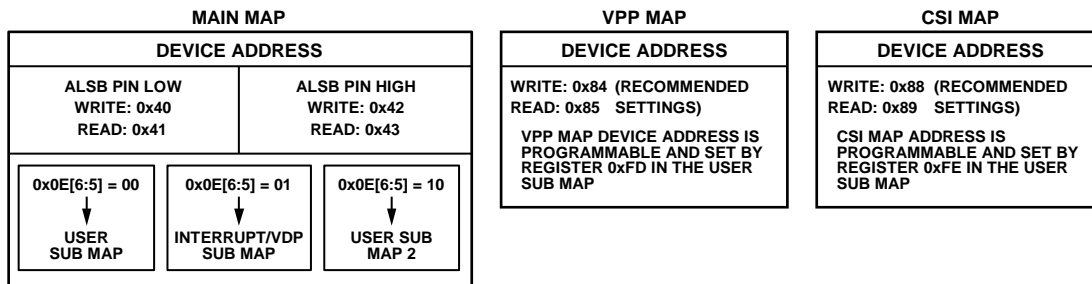 MAIN MAP
DEVICE ADDRESS
ALSB PIN LOW
WRITE: 0x40
READ: 0x41
ALSB PIN HIGH
WRITE: 0x42
READ: 0x43
0x0E[6:5] = 00
USER
SUB MAP
0x0E[6:5] = 01
INTERRUPT/VDP
SUB MAP
0x0E[6:5] = 10
USER SUB
MAP 2
VPP MAP
DEVICE ADDRESS
WRITE: 0x84 (RECOMMENDED
READ: 0x85 SETTINGS)
VPP MAP DEVICE ADDRESS IS
PROGRAMMABLE AND SET BY
REGISTER 0xFD IN THE USER
SUB MAP
CSI MAP
DEVICE ADDRESS
WRITE: 0x88 (RECOMMENDED
READ: 0x89 SETTINGS)
CSI MAP ADDRESS IS
PROGRAMMABLE AND SET BY
REGISTER 0xFE IN THE USER
SUB MAP